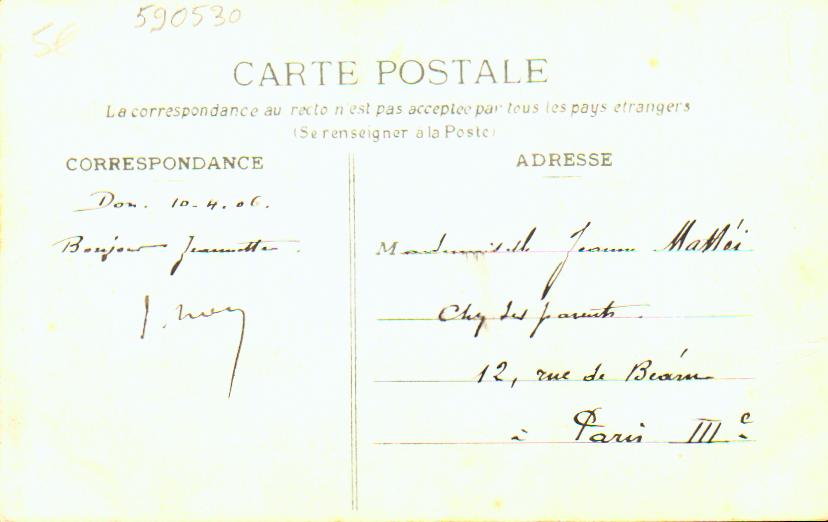 590530
5€
CARTE POSTALE
La correspondance au recto n'est pas acceptée par tous les pays étrangers
(Se renseigner à la Poste)
CORRESPONDANCE
Don. 10-4.06.
Bonjour Jeannette.
J.
ADRESSE
Mademoiselle Jeanne Mattéi
Chez ses parents.
12, rue de Béarn
à Paris IIIe